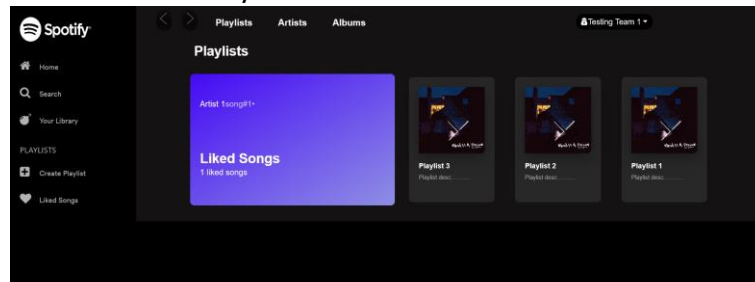 Spotify
Home
Search
Your Library
PLAYLISTS
Create Playlist
Liked Songs
Playlists Artists Albums
Testing Team 1
Playlists
Artist 1song#1•
Liked Songs
1 liked songs
Playlist 3
Playlist desc............
Playlist 2
Playlist desc............
Playlist 1
Playlist desc............